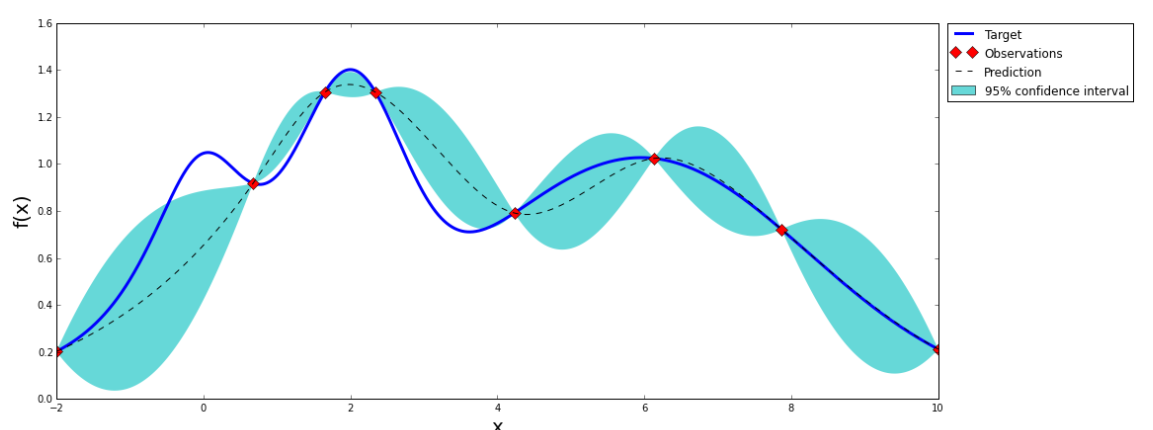 1.6
Target
Observations
Prediction
95% confidence interval
1.4
1.2
1.0
0.8
0.6
0.4
0.2
0.0
f(x)
−2
0
2
4
6
8
10
x